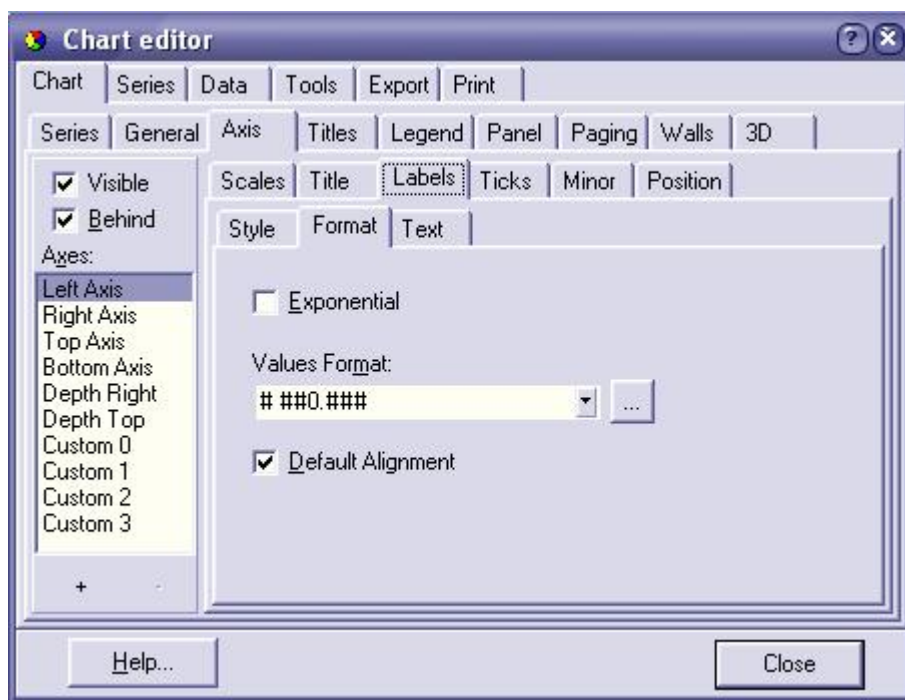 Chart editor
Chart Series Data Tools Export Print
Series General Axis Titles Legend Panel Paging Walls 3D
Visible
Behind
Axes:
Left Axis
Right Axis
Top Axis
Bottom Axis
Depth Right
Depth Top
Custom 0
Custom 1
Custom 2
Custom 3
+ -
Scales Title Labels Ticks Minor Position
Style Format Text
Exponential
Values Format:
# ##0.###
...
Default Alignment
Help...
Close